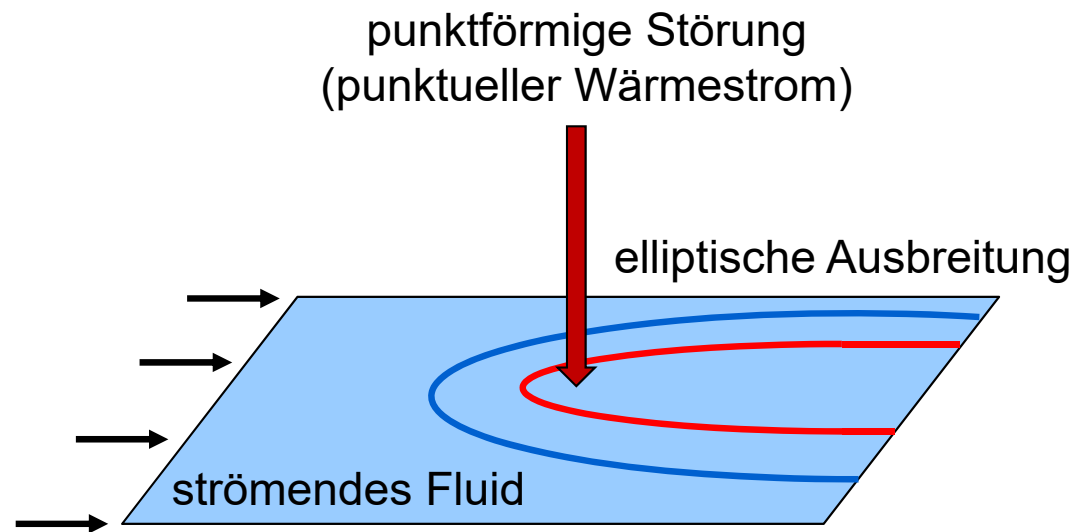 punktförmige Störung
(punktueller Wärmestrom)
elliptische Ausbreitung
strömendes Fluid